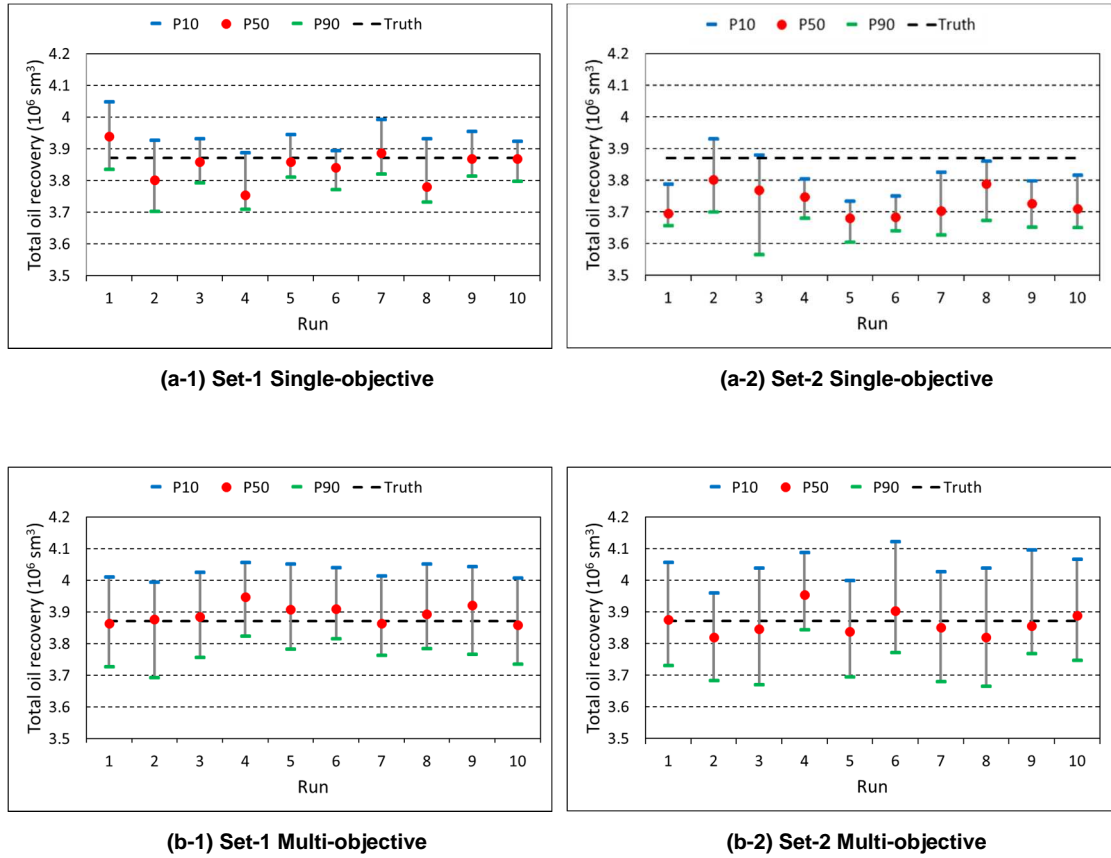 P10 P50 P90 Truth
Total oil recovery (10⁶ sm³)
4.2
4.1
4
3.9
3.8
3.7
3.6
3.5
1 2 3 4 5 6 7 8 9 10
Run
(a-1) Set-1 Single-objective
P10 P50 P90 Truth
Total oil recovery (10⁶ sm³)
4.2
4.1
4
3.9
3.8
3.7
3.6
3.5
1 2 3 4 5 6 7 8 9 10
Run
(a-2) Set-2 Single-objective
P10 P50 P90 Truth
Total oil recovery (10⁶ sm³)
4.2
4.1
4
3.9
3.8
3.7
3.6
3.5
1 2 3 4 5 6 7 8 9 10
Run
(b-1) Set-1 Multi-objective
P10 P50 P90 Truth
Total oil recovery (10⁶ sm³)
4.2
4.1
4
3.9
3.8
3.7
3.6
3.5
1 2 3 4 5 6 7 8 9 10
Run
(b-2) Set-2 Multi-objective